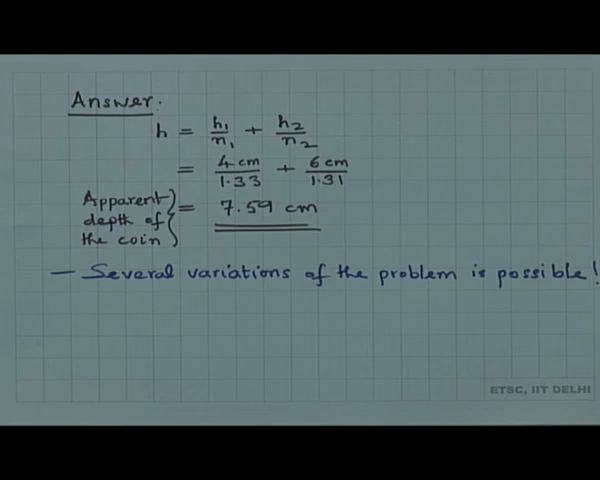 Answer.
h = h₁/n₁ + h₂/n₂
= 4 cm/1.33 + 6 cm/1.31
Apparent depth of the coin } = 7.59 cm
— Several variations of the problem is possible!
ETSC, IIT DELHI